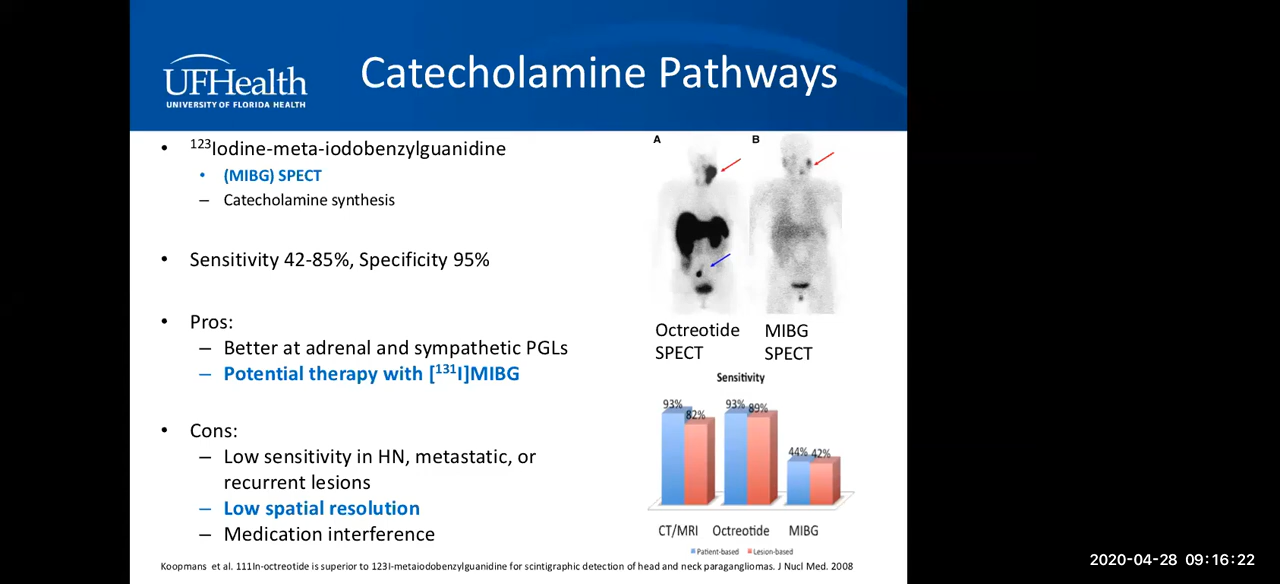 UFHealth
UNIVERSITY OF FLORIDA HEALTH
Catecholamine Pathways
• ¹²³Iodine-meta-iodobenzylguanidine
• (MIBG) SPECT
– Catecholamine synthesis
• Sensitivity 42-85%, Specificity 95%
• Pros:
– Better at adrenal and sympathetic PGLs
– Potential therapy with [¹³¹I]MIBG
• Cons:
– Low sensitivity in HN, metastatic, or
recurrent lesions
– Low spatial resolution
– Medication interference
A B
Octreotide
SPECT
MIBG
SPECT
Sensitivity
93% 82% 93% 89% 44% 42%
CT/MRI Octreotide MIBG
Patient-based Lesion-based
Koopmans et al. 111In-octreotide is superior to 123I-metaiodobenzylguanidine for scintigraphic detection of head and neck paragangliomas. J Nucl Med. 2008
2020-04-28 09:16:22